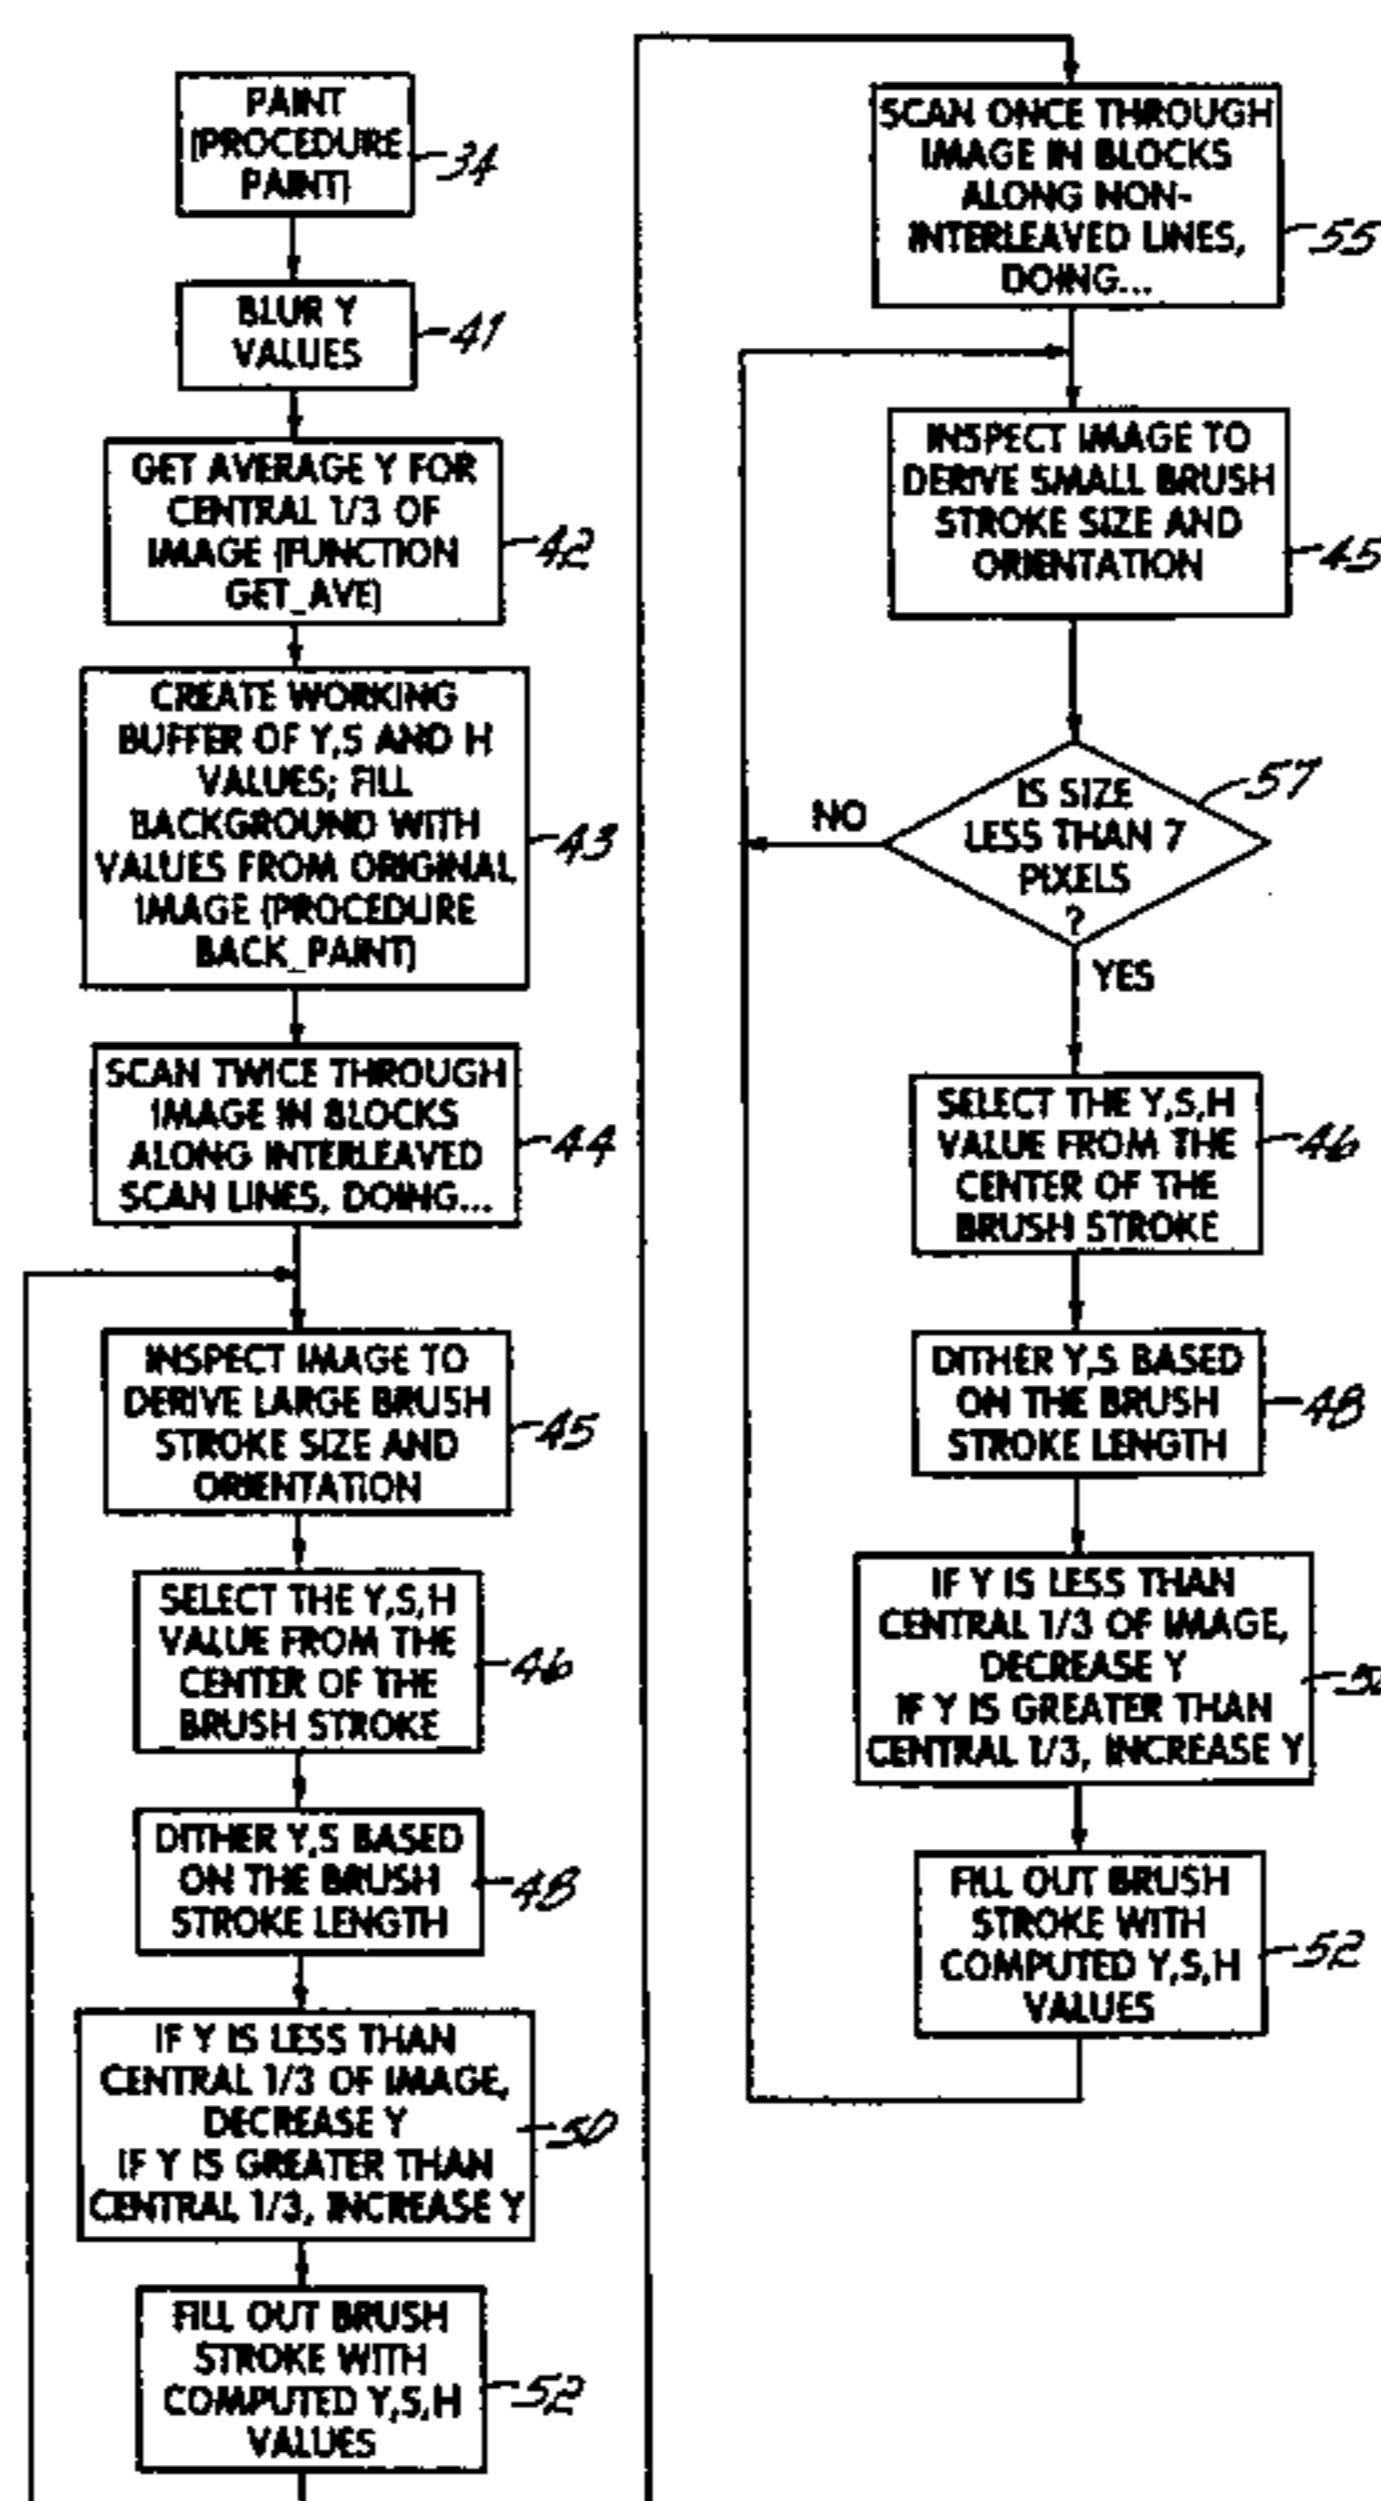 PAINT
(PROCEDURE
PAINT)
34
BLUR Y
VALUES
41
GET AVERAGE Y FOR
CENTRAL 1/3 OF
IMAGE (FUNCTION
GET_AVE)
42
CREATE WORKING
BUFFER OF Y,S AND H
VALUES; FILL
BACKGROUND WITH
VALUES FROM ORIGINAL
IMAGE (PROCEDURE
BACK_PAINT)
43
SCAN TWICE THROUGH
IMAGE IN BLOCKS
ALONG INTERLEAVED
SCAN LINES, DOING...
44
INSPECT IMAGE TO
DERIVE LARGE BRUSH
STROKE SIZE AND
ORIENTATION
45
SELECT THE Y,S,H
VALUE FROM THE
CENTER OF THE
BRUSH STROKE
46
DITHER Y,S BASED
ON THE BRUSH
STROKE LENGTH
48
IF Y IS LESS THAN
CENTRAL 1/3 OF IMAGE,
DECREASE Y
IF Y IS GREATER THAN
CENTRAL 1/3, INCREASE Y
50
FILL OUT BRUSH
STROKE WITH
COMPUTED Y,S,H
VALUES
52
SCAN ONCE THROUGH
IMAGE IN BLOCKS
ALONG NON-
INTERLEAVED LINES,
DOING...
55
INSPECT IMAGE TO
DERIVE SMALL BRUSH
STROKE SIZE AND
ORIENTATION
45
IS SIZE
LESS THAN 7
PIXELS
?
57
NO
YES
SELECT THE Y,S,H
VALUE FROM THE
CENTER OF THE
BRUSH STROKE
46
DITHER Y,S BASED
ON THE BRUSH
STROKE LENGTH
48
IF Y IS LESS THAN
CENTRAL 1/3 OF IMAGE,
DECREASE Y
IF Y IS GREATER THAN
CENTRAL 1/3, INCREASE Y
FILL OUT BRUSH
STROKE WITH
COMPUTED Y,S,H
VALUES
52